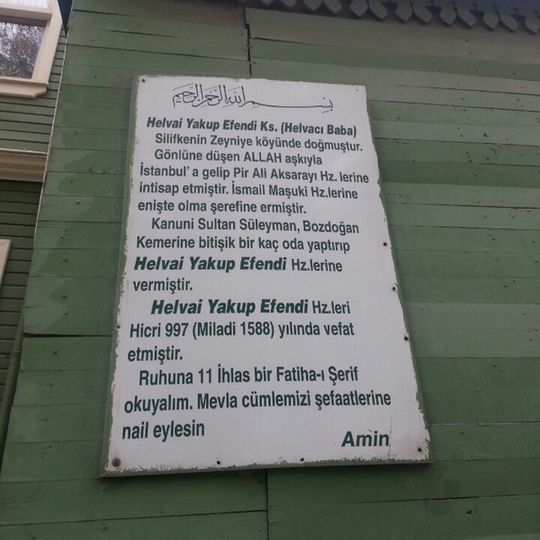 بسم الله الرحمن الرحيم
Helvai Yakup Efendi Ks. (Helvacı Baba)
Silifkenin Zeyniye köyünde doğmuştur.
Gönlüne düşen ALLAH aşkıyla
İstanbul' a gelip Pir Ali Aksarayı Hz.lerine
intisap etmiştir. İsmail Maşuki Hz.lerine
enişte olma şerefine ermiştir.
Kanuni Sultan Süleyman, Bozdoğan
Kemerine bitişik bir kaç oda yaptırıp
Helvai Yakup Efendi Hz.lerine
vermiştir.
Helvai Yakup Efendi Hz.leri
Hicri 997 (Miladi 1588) yılında vefat
etmiştir.
Ruhuna 11 İhlas bir Fatiha-ı Şerif
okuyalım. Mevla cümlemizi şefaatlerine
nail eylesin
Amin